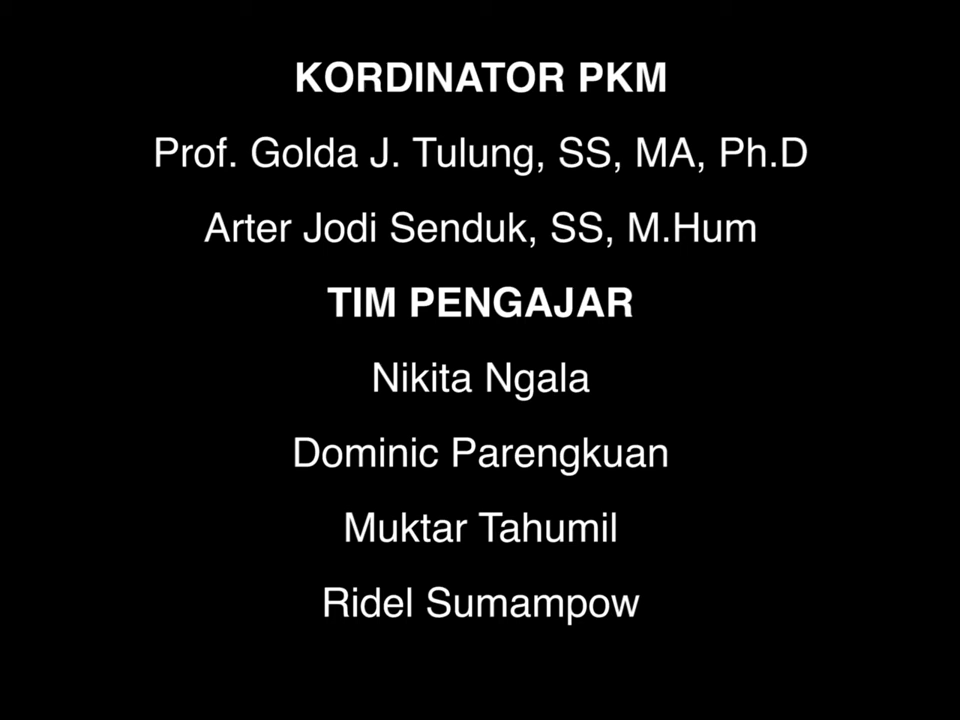 KORDINATOR PKM
Prof. Golda J. Tulung, SS, MA, Ph.D
Arter Jodi Senduk, SS, M.Hum
TIM PENGAJAR
Nikita Ngala
Dominic Parengkuan
Muktar Tahumil
Ridel Sumampow